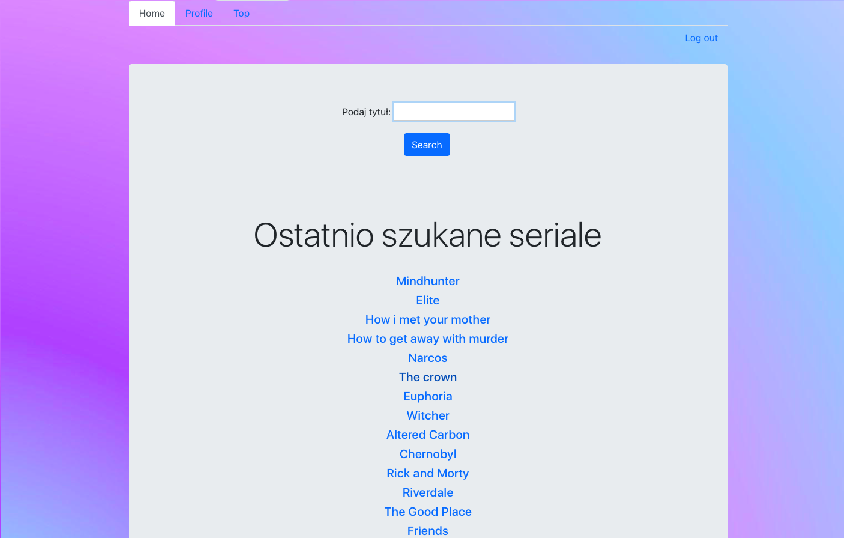 Home Profile Too
Log out
Podaj tytuł:
Search
Ostatnio szukane seriale
Mindhunter
Elite
How i met your mother
How to get away with murder
Narcos
The crown
Euphoria
Witcher
Altered Carbon
Chernobyl
Rick and Morty
Riverdale
The Good Place
Friends